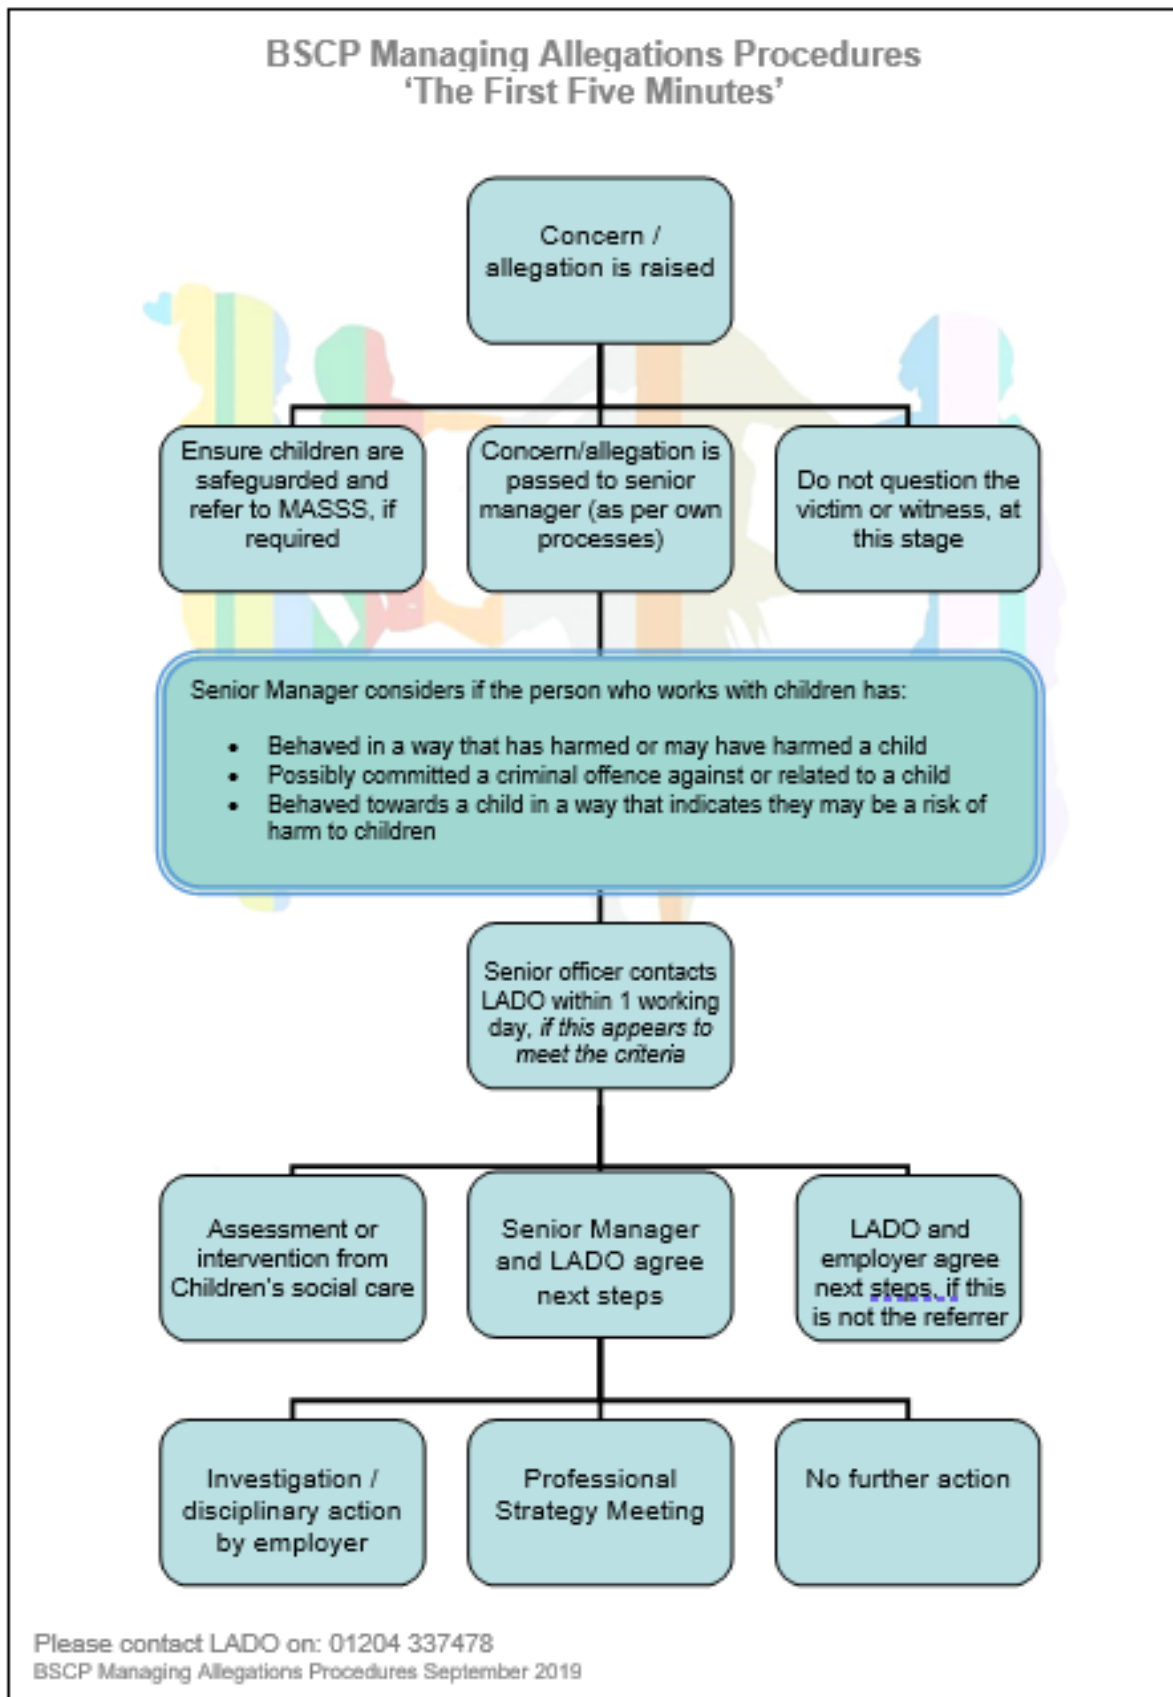 BSCP Managing Allegations Procedures
‘The First Five Minutes’
Concern /
allegation is raised
Ensure children are
safeguarded and
refer to MASSS, if
required
Concern/allegation is
passed to senior
manager (as per own
processes)
Do not question the
victim or witness, at
this stage
Senior Manager considers if the person who works with children has:
• Behaved in a way that has harmed or may have harmed a child
• Possibly committed a criminal offence against or related to a child
• Behaved towards a child in a way that indicates they may be a risk of
harm to children
Senior officer contacts
LADO within 1 working
day, if this appears to
meet the criteria
Assessment or
intervention from
Children's social care
Senior Manager
and LADO agree
next steps
LADO and
employer agree
next steps, if this
is not the referrer
Investigation /
disciplinary action
by employer
Professional
Strategy Meeting
No further action
Please contact LADO on: 01204 337478
BSCP Managing Allegations Procedures September 2019